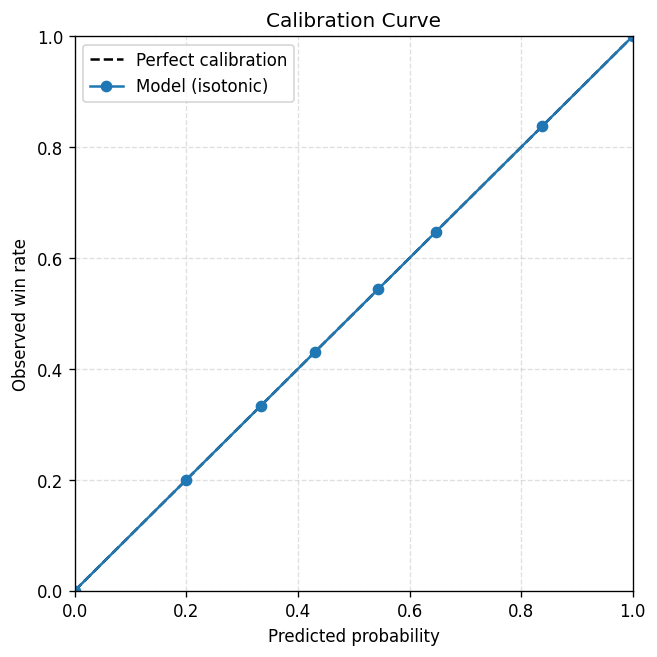 Calibration Curve
Perfect calibration
Model (isotonic)
1.0
0.8
0.6
0.4
0.2
0.0
Observed win rate
0.0 0.2 0.4 0.6 0.8 1.0
Predicted probability